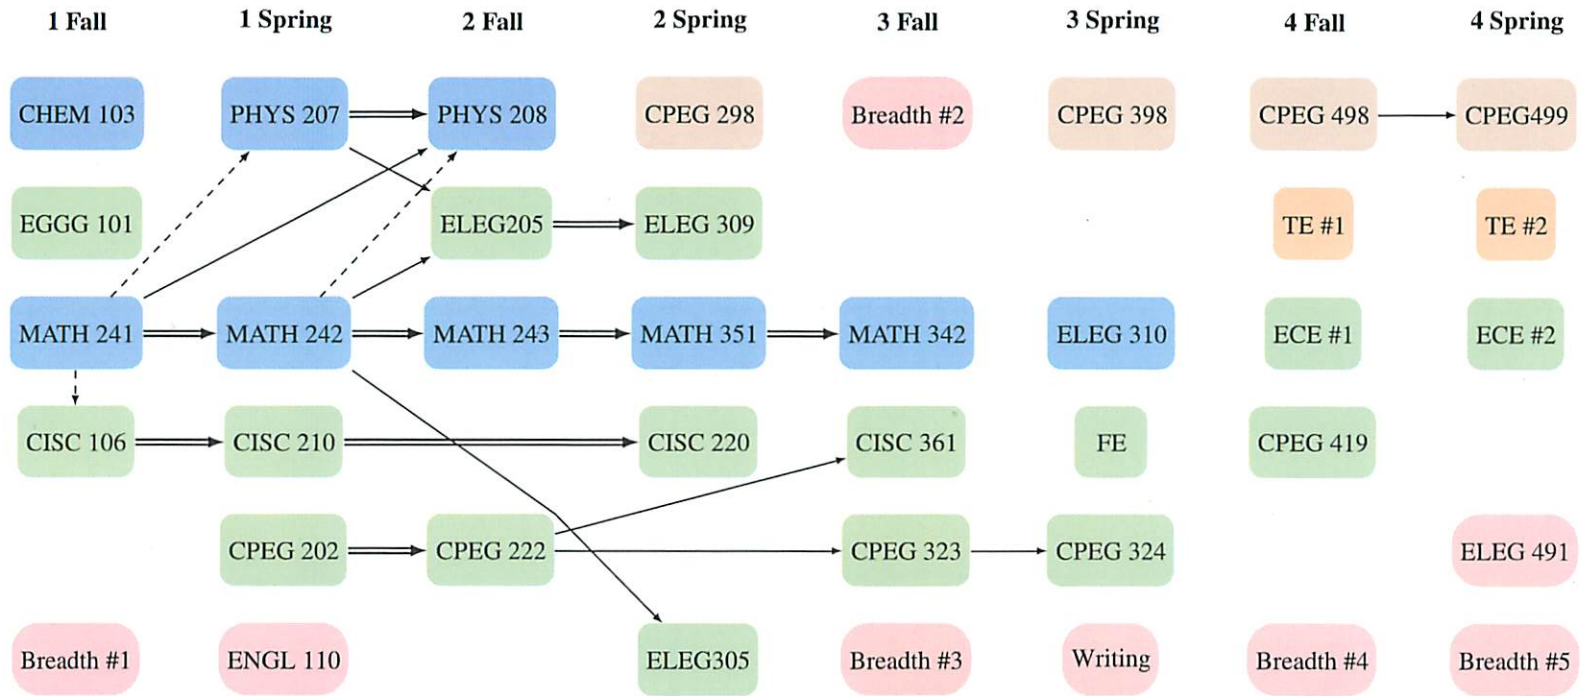 1 Fall 1 Spring 2 Fall 2 Spring 3 Fall 3 Spring 4 Fall 4 Spring
CHEM 103 PHYS 207 PHYS 208 CPEG 298 Breadth #2 CPEG 398 CPEG 498 CPEG499
EGGG 101 ELEG205 ELEG 309 TE #1 TE #2
MATH 241 MATH 242 MATH 243 MATH 351 MATH 342 ELEG 310 ECE #1 ECE #2
CISC 106 CISC 210 CISC 220 CISC 361 FE CPEG 419
CPEG 202 CPEG 222 CPEG 323 CPEG 324 ELEG 491
Breadth #1 ENGL 110 ELEG305 Breadth #3 Writing Breadth #4 Breadth #5